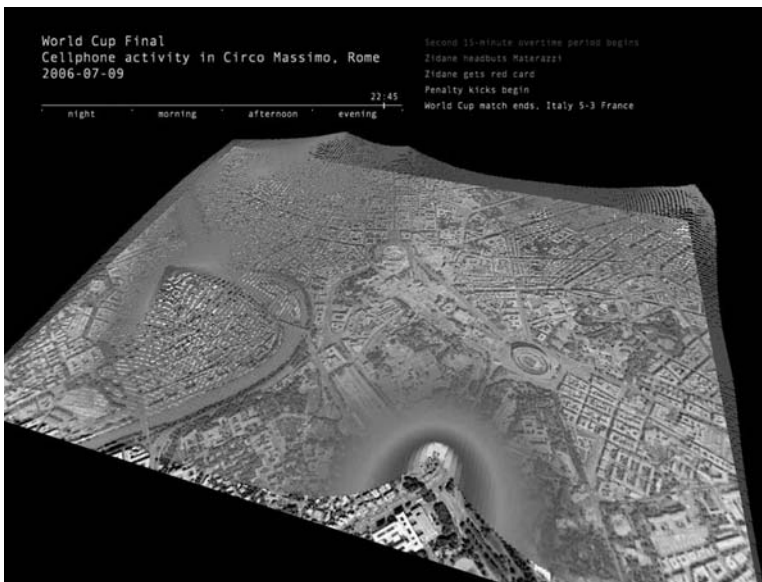 World Cup Final
Cellphone activity in Circo Massimo, Rome
2006-07-09
22:45
night morning afternoon evening
Second 15-minute overtime period begins
Zidane headbuts Materazzi
Zidane gets red card
Penalty kicks begin
World Cup match ends, Italy 5-3 France